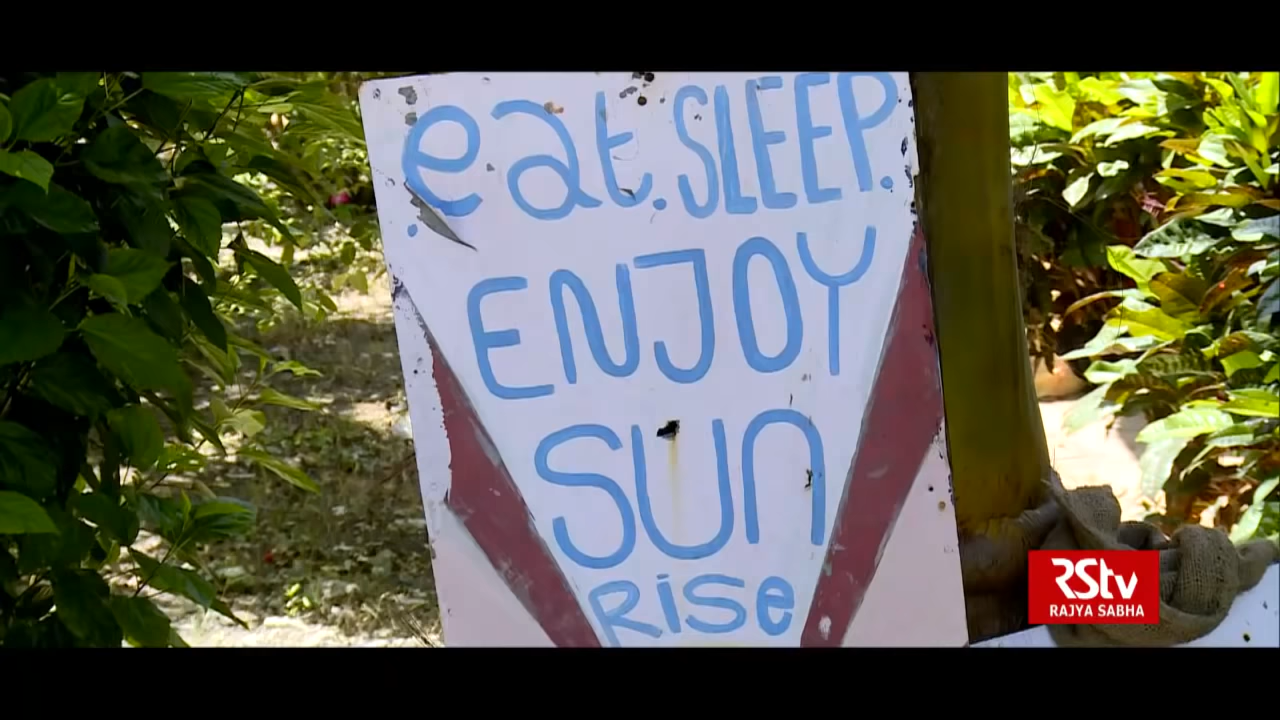 eat. SLEEP.
ENJOY
SUN
RISe
RSTV
RAJYA SABHA